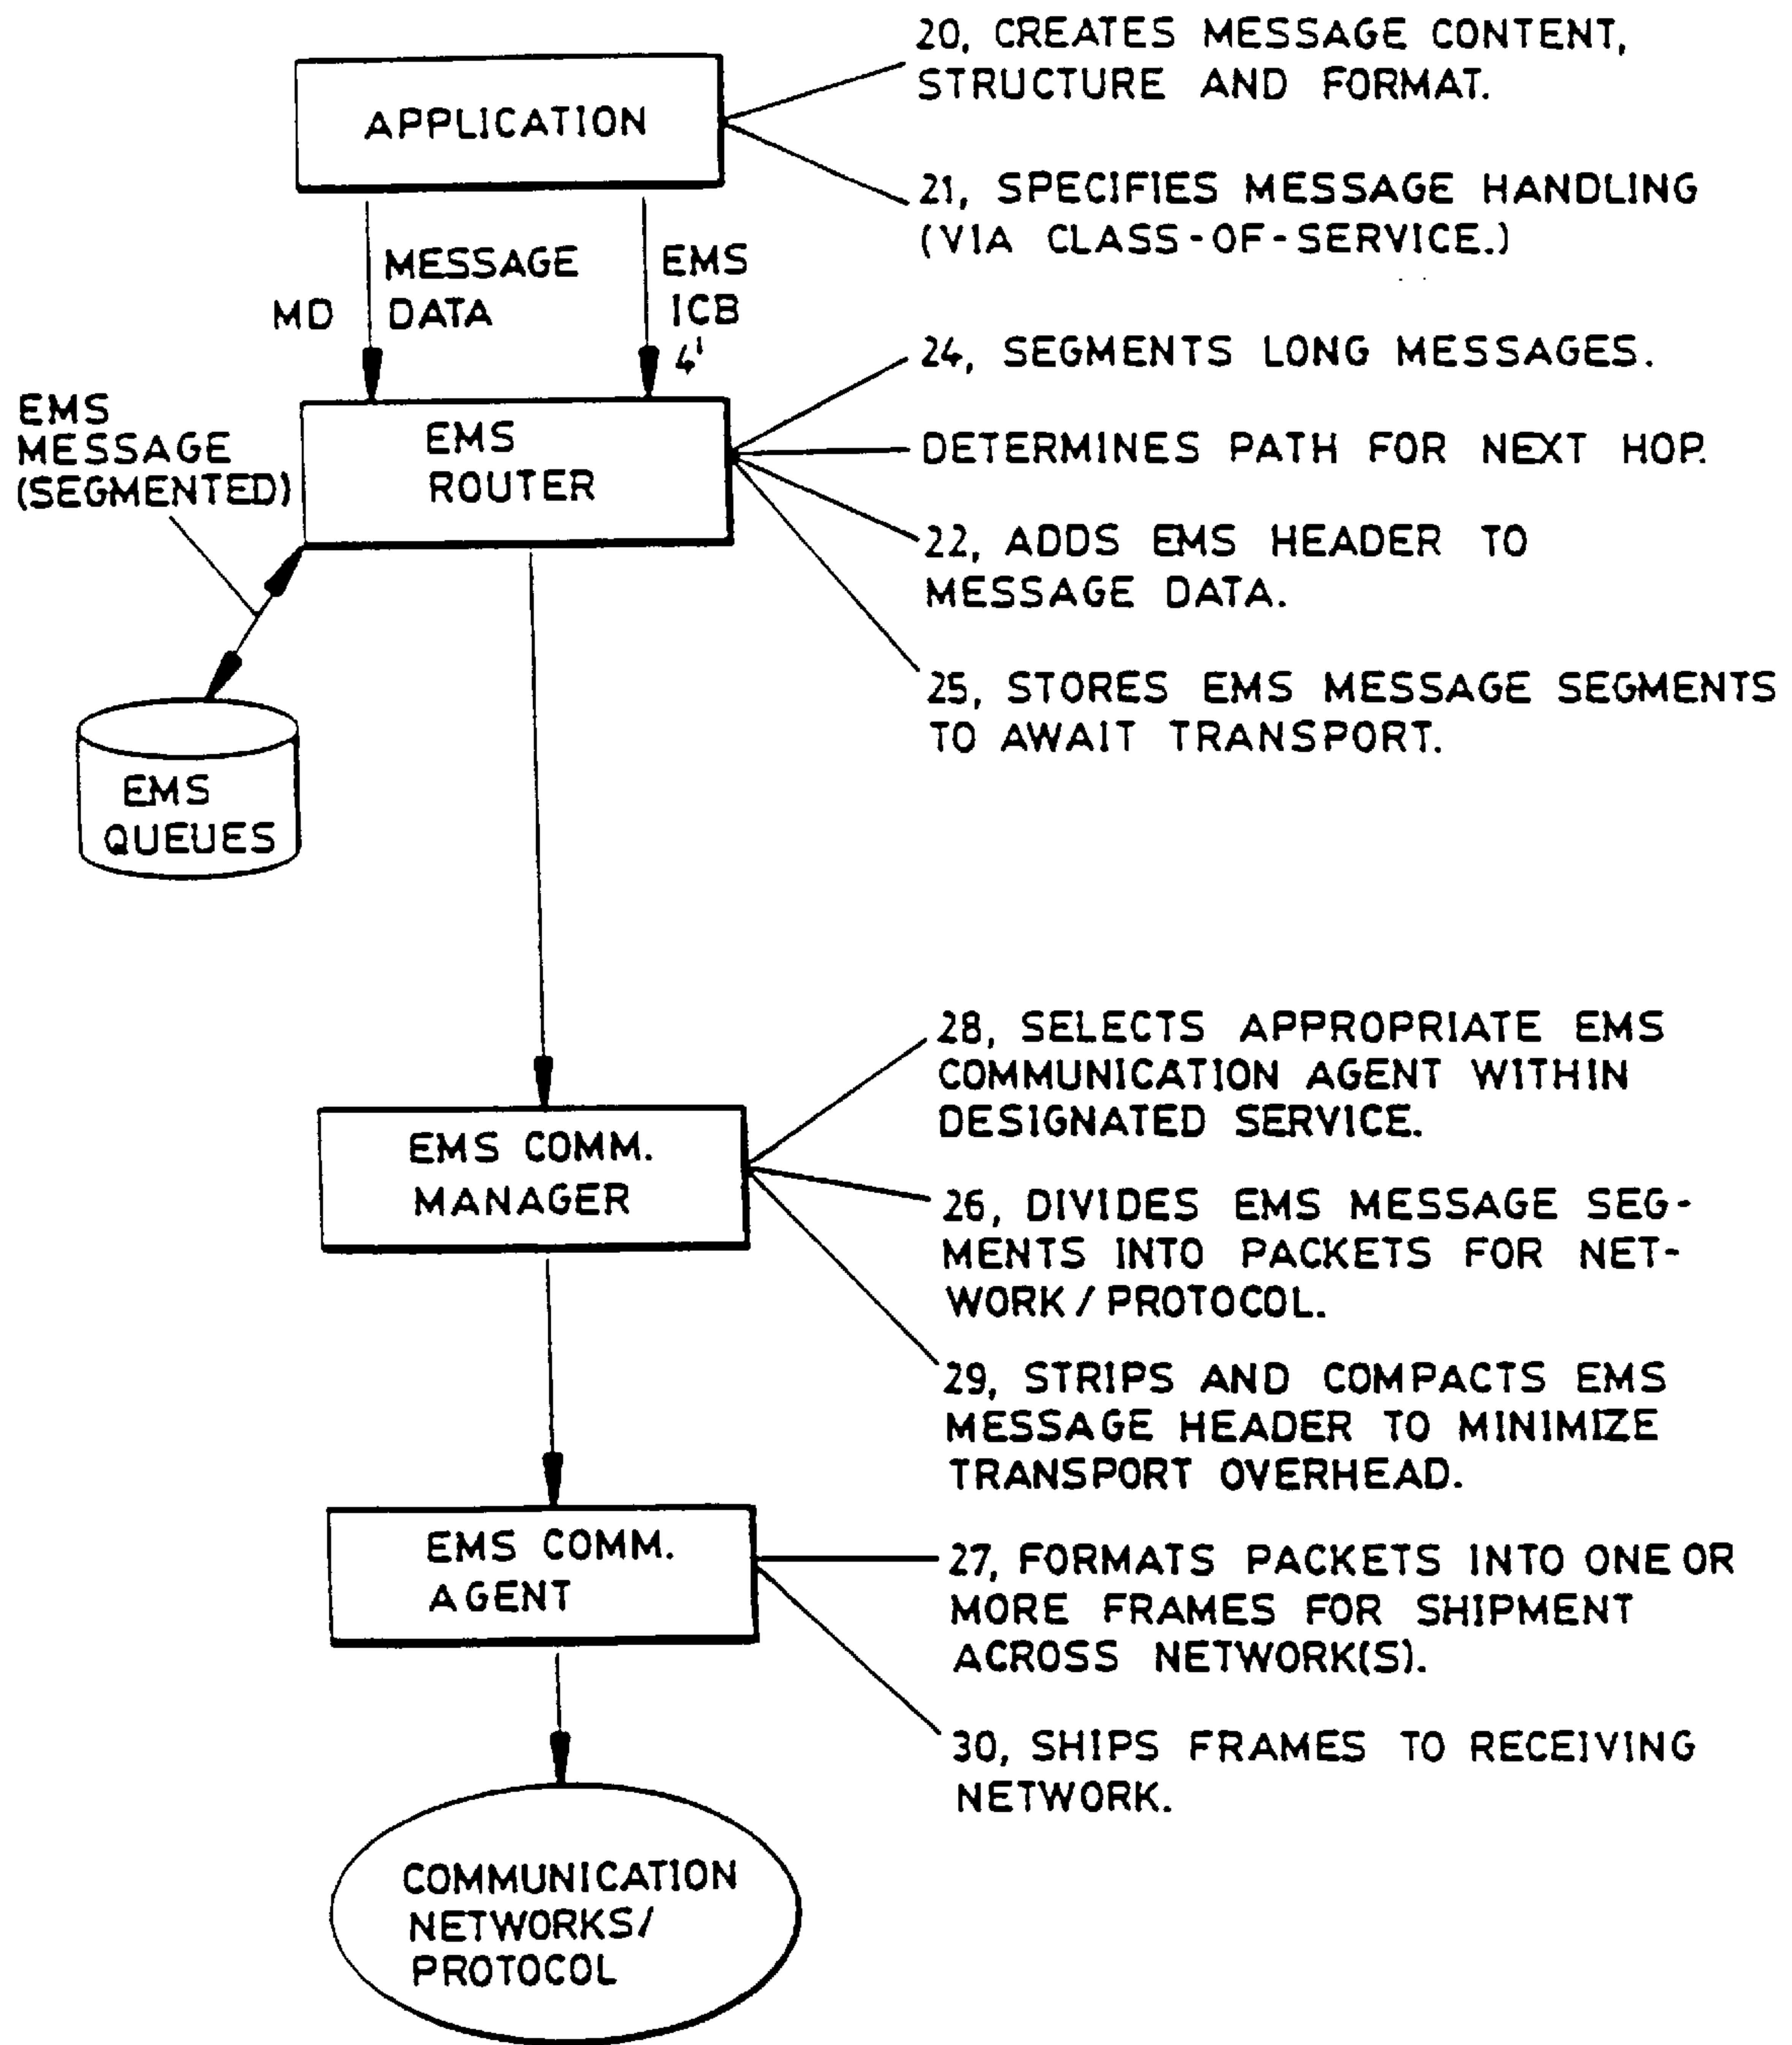 20, CREATES MESSAGE CONTENT,
STRUCTURE AND FORMAT.
APPLICATION
21, SPECIFIES MESSAGE HANDLING
(VIA CLASS-OF-SERVICE.)
MESSAGE
DATA
MD
EMS
ICB
4'
24, SEGMENTS LONG MESSAGES.
EMS
MESSAGE
(SEGMENTED)
EMS
ROUTER
DETERMINES PATH FOR NEXT HOP.
22, ADDS EMS HEADER TO
MESSAGE DATA.
25, STORES EMS MESSAGE SEGMENTS
TO AWAIT TRANSPORT.
EMS
QUEUES
28, SELECTS APPROPRIATE EMS
COMMUNICATION AGENT WITHIN
DESIGNATED SERVICE.
EMS COMM.
MANAGER
26, DIVIDES EMS MESSAGE SEG-
MENTS INTO PACKETS FOR NET-
WORK / PROTOCOL.
29, STRIPS AND COMPACTS EMS
MESSAGE HEADER TO MINIMIZE
TRANSPORT OVERHEAD.
EMS COMM.
AGENT
27, FORMATS PACKETS INTO ONE OR
MORE FRAMES FOR SHIPMENT
ACROSS NETWORK(S).
30, SHIPS FRAMES TO RECEIVING
NETWORK.
COMMUNICATION
NETWORKS/
PROTOCOL